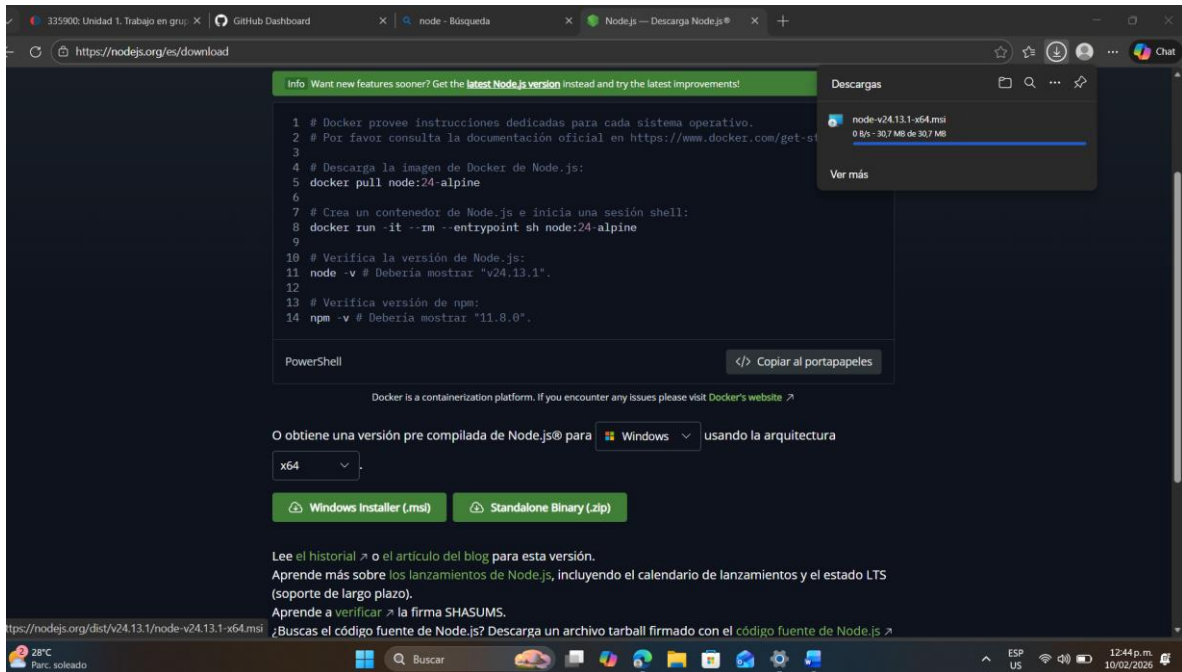 335900: Unidad 1. Trabajo en grup
GitHub Dashboard
node - Búsqueda
Node.js — Descarga Node.js®
https://nodejs.org/es/download
Chat
Info Want new features sooner? Get the latest Node.js version instead and try the latest improvements!
Descargas
node-v24.13.1-x64.msi
0 B/s - 30,7 MB de 30,7 MB
Ver más
1 # Docker provee instrucciones dedicadas para cada sistema operativo.
2 # Por favor consulta la documentación oficial en https://www.docker.com/get-st
3
4 # Descarga la imagen de Docker de Node.js:
5 docker pull node:24-alpine
6
7 # Crea un contenedor de Node.js e inicia una sesión shell:
8 docker run -it --rm --entrypoint sh node:24-alpine
9
10 # Verifica la versión de Node.js:
11 node -v # Debería mostrar "v24.13.1".
12
13 # Verifica versión de npm:
14 npm -v # Debería mostrar "11.8.0".
PowerShell
</> Copiar al portapapeles
Docker is a containerization platform. If you encounter any issues please visit Docker's website
O obtiene una versión pre compilada de Node.js® para Windows usando la arquitectura
x64 .
Windows Installer (.msi)
Standalone Binary (.zip)
Lee el historial o el artículo del blog para esta versión.
Aprende más sobre los lanzamientos de Node.js, incluyendo el calendario de lanzamientos y el estado LTS
(soporte de largo plazo).
Aprende a verificar la firma SHASUMS.
¿Buscas el código fuente de Node.js? Descarga un archivo tarball firmado con el código fuente de Node.js
ttps://nodejs.org/dist/v24.13.1/node-v24.13.1-x64.msi
2
28°C
Parc. soleado
Buscar
ESP
US
12:44 p.m.
10/02/2026